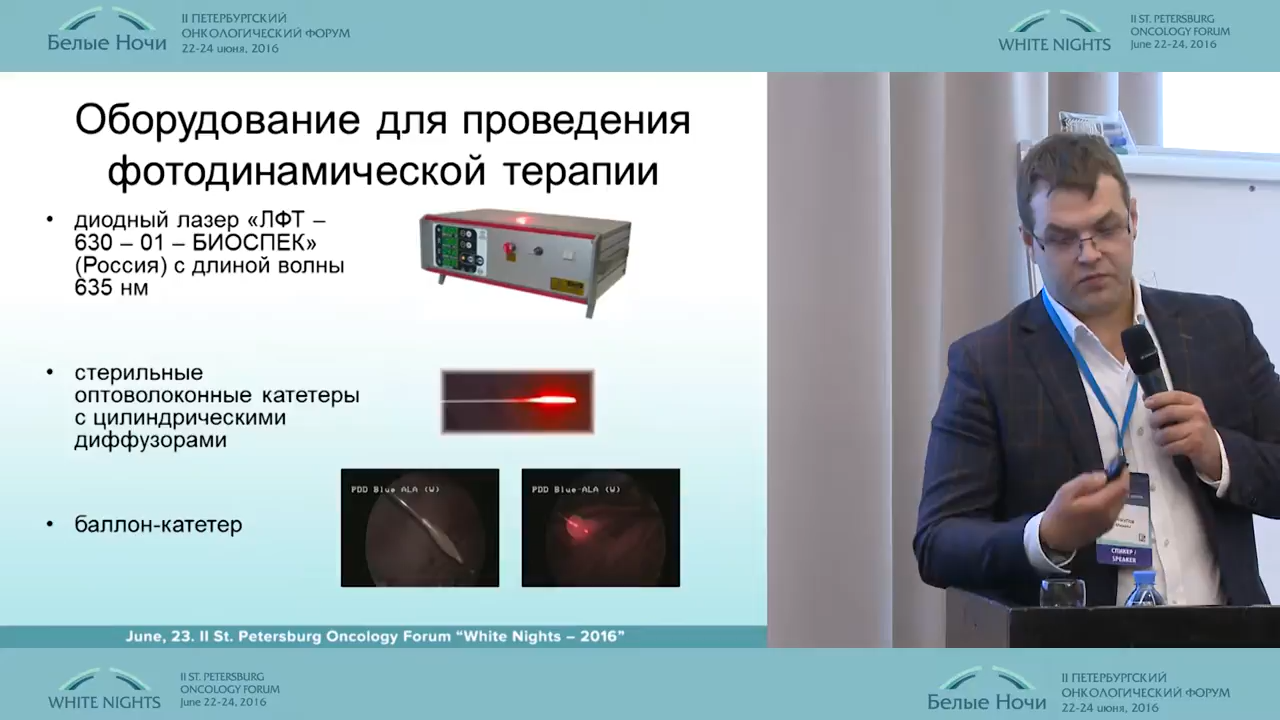 Белые Ночи
II ПЕТЕРБУРГСКИЙ
ОНКОЛОГИЧЕСКИЙ ФОРУМ
22-24 июня, 2016
WHITE NIGHTS
II ST. PETERSBURG
ONCOLOGY FORUM
June 22-24, 2016
Оборудование для проведения
фотодинамической терапии
• диодный лазер «ЛФТ –
630 – 01 – БИОСПЕК»
(Россия) с длиной волны
635 нм
• стерильные
оптоволоконные катетеры
с цилиндрическими
диффузорами
• баллон-катетер
PDD Blue ALA (W)
PDD Blue-ALA (W)
СПИКЕР /
SPEAKER
June, 23. II St. Petersburg Oncology Forum “White Nights – 2016”
WHITE NIGHTS
II ST. PETERSBURG
ONCOLOGY FORUM
June 22-24, 2016
Белые Ночи
II ПЕТЕРБУРГСКИЙ
ОНКОЛОГИЧЕСКИЙ ФОРУМ
22-24 июня, 2016